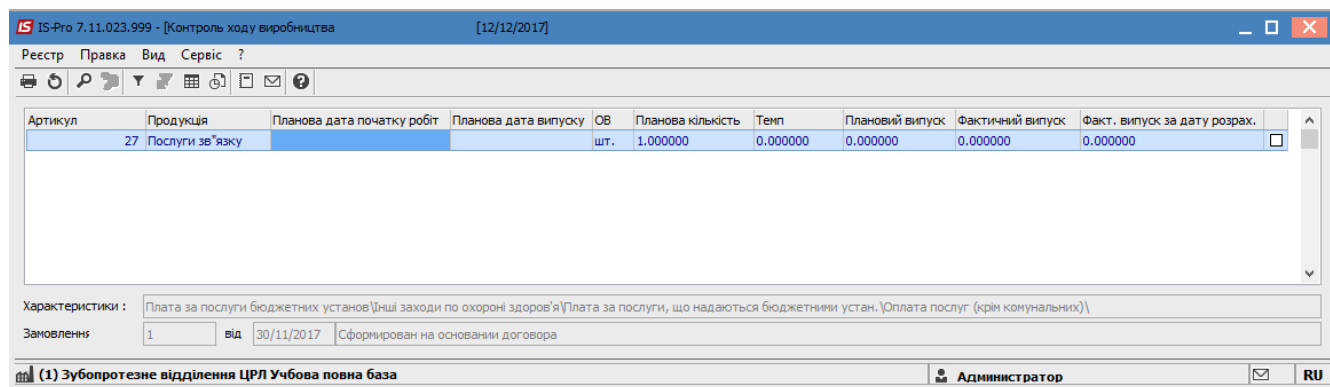 IS-Pro 7.11.023.999 - [Контроль ходу виробництва [12/12/2017]
Реєстр Правка Вид Сервіс ?
Артикул Продукція Планова дата початку робіт Планова дата випуску ОВ Планова кількість Темп Плановий випуск Фактичний випуск Факт. випуск за дату розрах.
27 Послуги зв"язку шт. 1.000000 0.000000 0.000000 0.000000 0.000000
Характеристики : Плата за послуги бюджетних установ\Інші заходи по охороні здоров'я\Плата за послуги, що надаються бюджетними устан.\Оплата послуг (крім комунальних)\
Замовлення 1 від 30/11/2017 Сформирован на основании договора
(1) Зубопротезне відділення ЦРЛ Учбова повна база Администратор RU